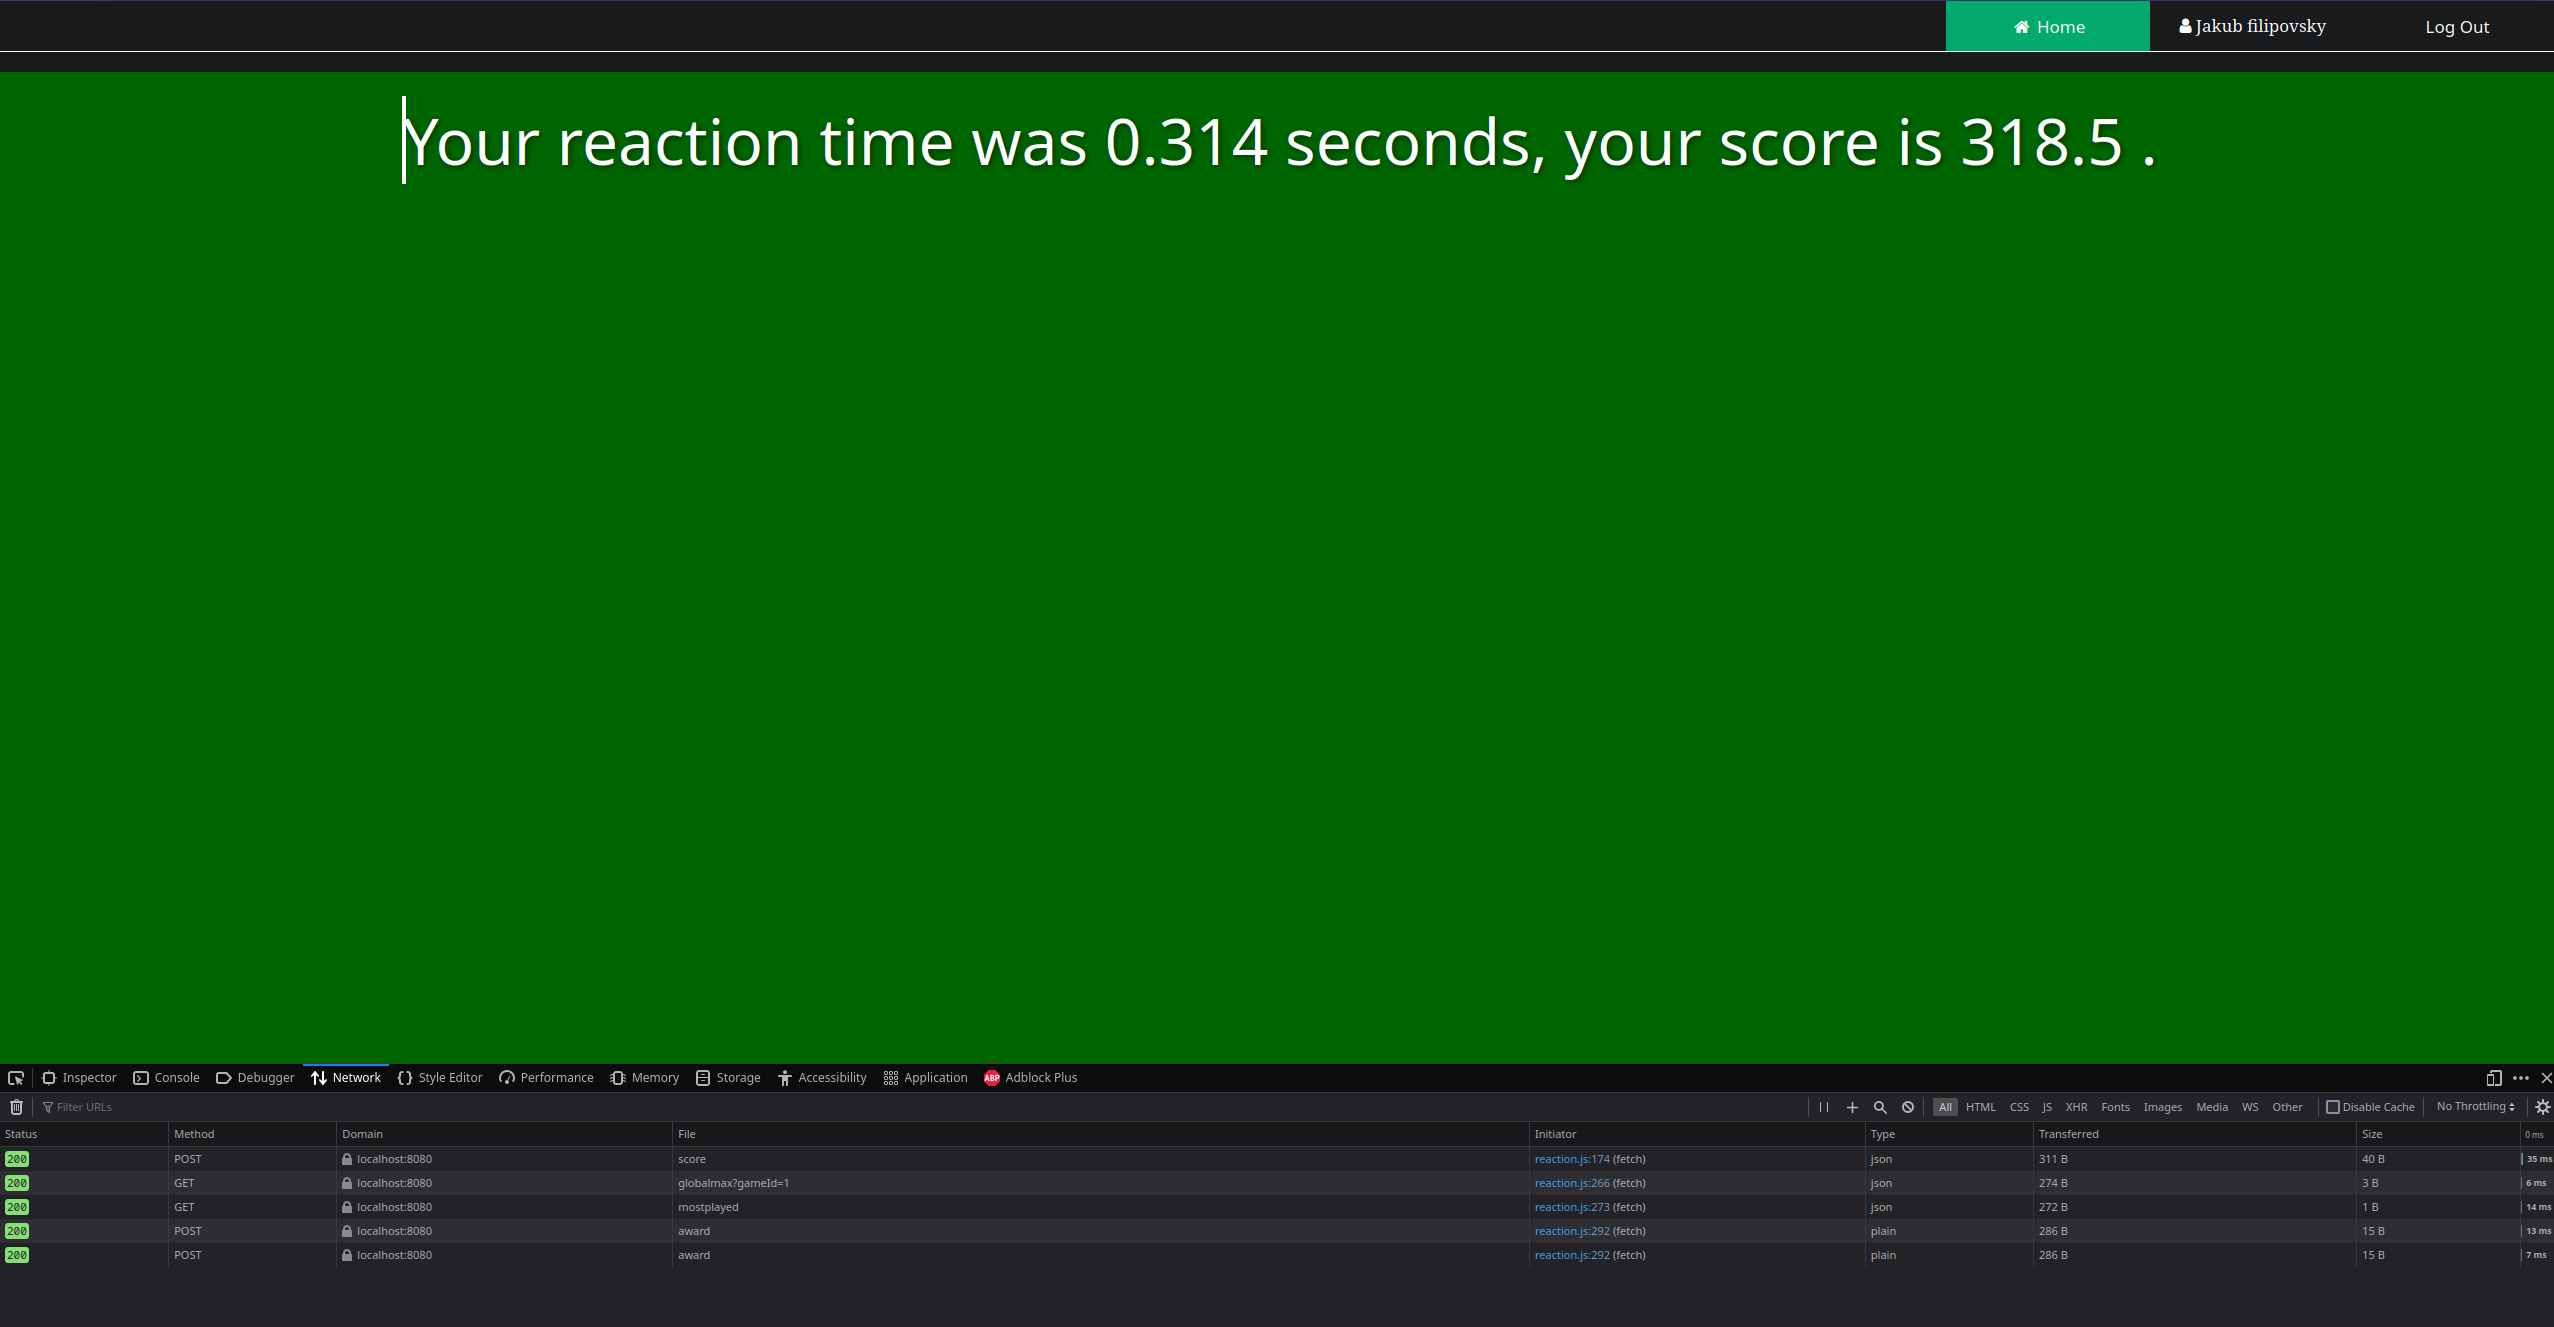 Home Jakub filipovsky Log Out
Your reaction time was 0.314 seconds, your score is 318.5 .
Inspector Console Debugger Network Style Editor Performance Memory Storage Accessibility Application ABP Adblock Plus
Filter URLs All HTML CSS JS XHR Fonts Images Media WS Other Disable Cache No Throttling
Status Method Domain File Initiator Type Transferred Size 0 ms
200 POST localhost:8080 score reaction.js:174 (fetch) json 311 B 40 B 35 ms
200 GET localhost:8080 globalmax?gameId=1 reaction.js:266 (fetch) json 274 B 3 B 6 ms
200 GET localhost:8080 mostplayed reaction.js:273 (fetch) json 272 B 1 B 14 ms
200 POST localhost:8080 award reaction.js:292 (fetch) plain 286 B 15 B 13 ms
200 POST localhost:8080 award reaction.js:292 (fetch) plain 286 B 15 B 7 ms